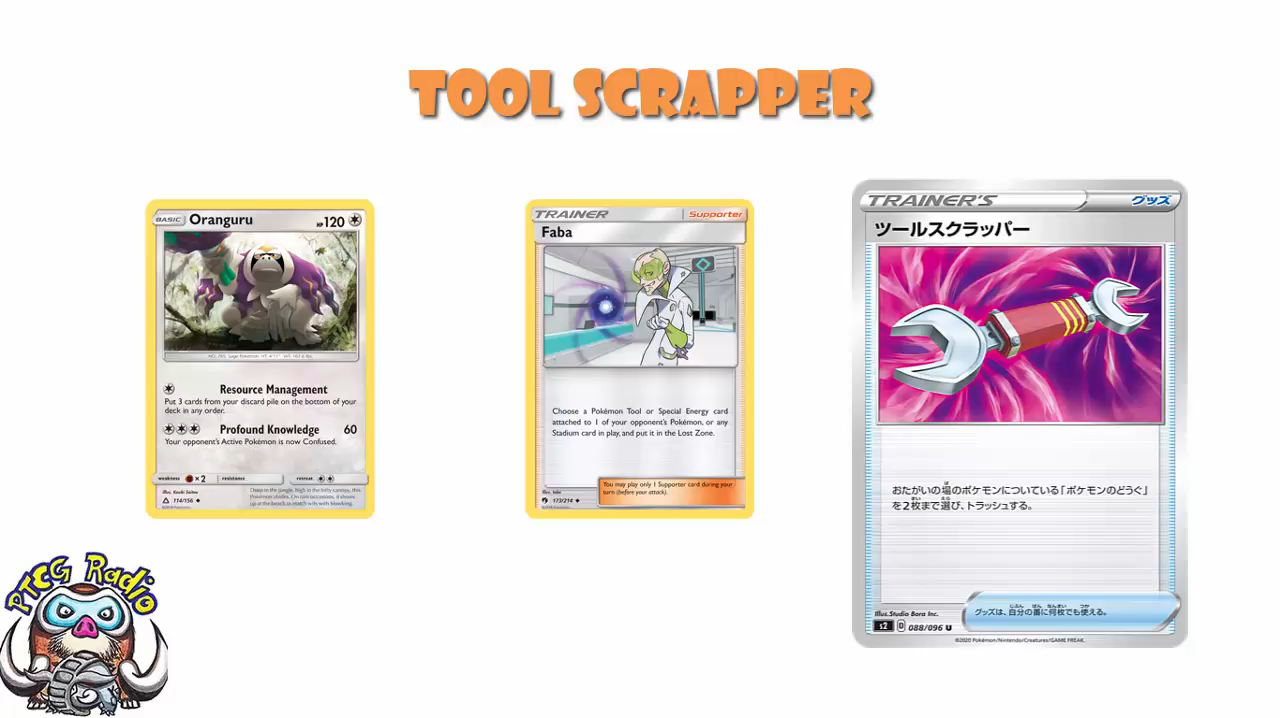 TOOL SCRAPPER
BASIC Oranguru HP120
Resource Management
Put 3 cards from your discard pile on the bottom of your
deck in any order.
Profound Knowledge 60
Your opponent's Active Pokémon is now Confused.
weakness ×2 resistance retreat
114/156
TRAINER Supporter
Faba
Choose a Pokémon Tool or Special Energy card
attached to 1 of your opponent's Pokémon, or any
Stadium card in play, and put it in the Lost Zone.
You may play only 1 Supporter card during your
turn (before your attack).
173/214
TRAINER'S グッズ
ツールスクラッパー
おたがいの場のポケモンについている「ポケモンのどうぐ」
を2枚まで選び、トラッシュする。
グッズは、自分の番に何枚でも使える。
Illus.Studio Bora Inc.
s2 D 088/096 U
©2020 Pokémon/Nintendo/Creatures/GAME FREAK.
PTCG Radio